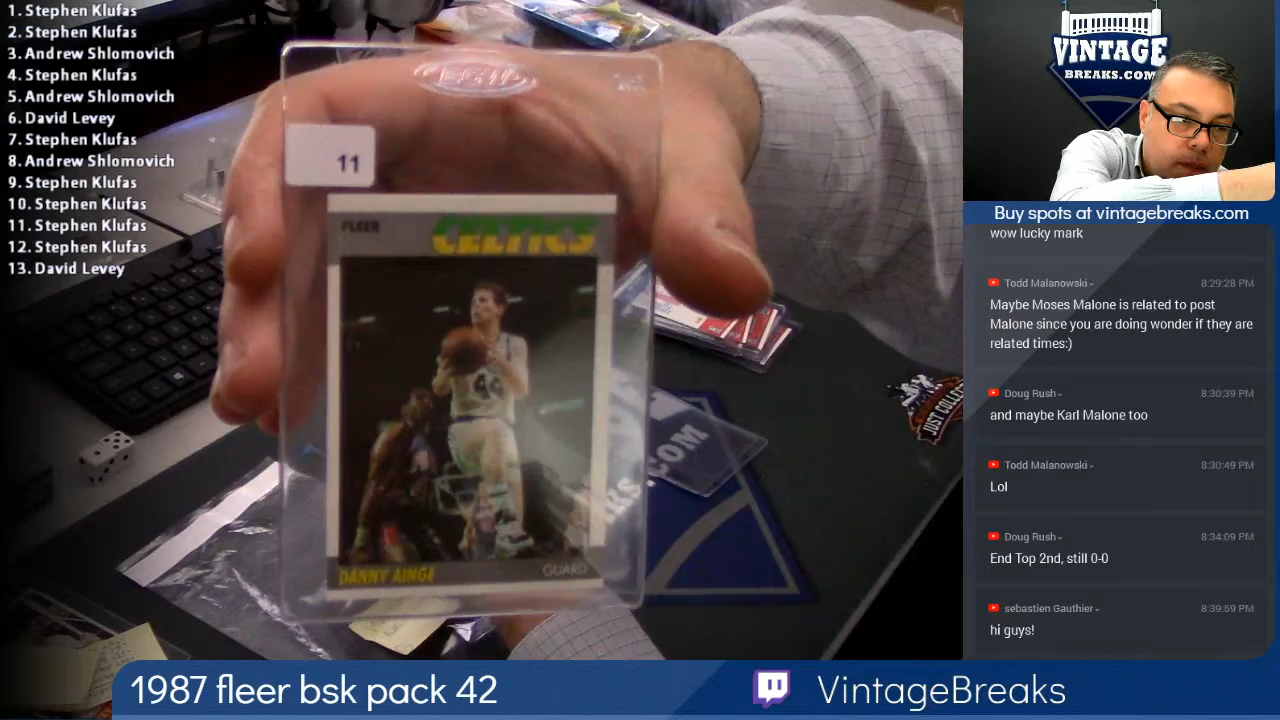 1. Stephen Klufas
2. Stephen Klufas
3. Andrew Shlomovich
4. Stephen Klufas
5. Andrew Shlomovich
6. David Levey
7. Stephen Klufas
8. Andrew Shlomovich
9. Stephen Klufas
10. Stephen Klufas
11. Stephen Klufas
12. Stephen Klufas
13. David Levey
11
FLEER
CELTICS
44
DANNY AINGE
GUARD
.COM
JUST COLLECT
VINTAGE
BREAKS.COM
Buy spots at vintagebreaks.com
wow lucky mark
Todd Malanowski
8:29:28 PM
Maybe Moses Malone is related to post
Malone since you are doing wonder if they are
related times:)
Doug Rush
8:30:39 PM
and maybe Karl Malone too
Todd Malanowski
8:30:49 PM
Lol
Doug Rush
8:34:09 PM
End Top 2nd, still 0-0
sebastien Gauthier
8:39:59 PM
hi guys!
1987 fleer bsk pack 42
VintageBreaks